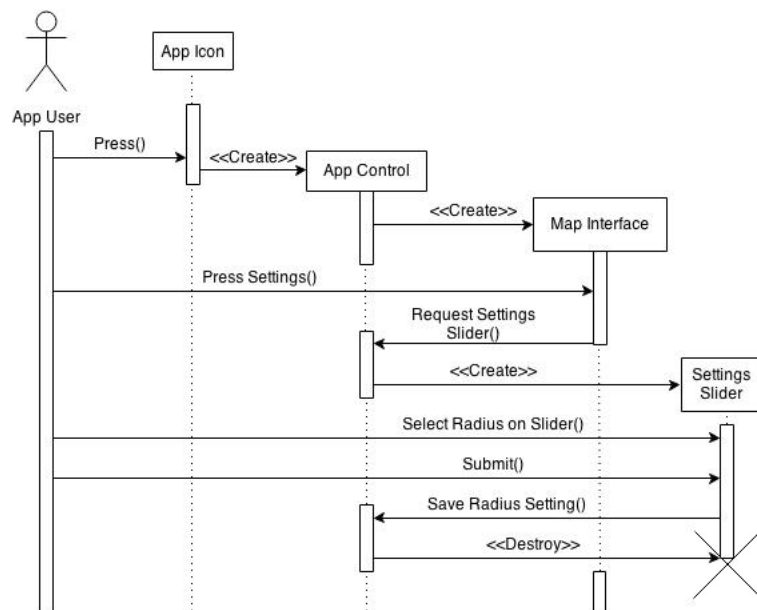 App Icon
App User
Press()
<<Create>>
App Control
<<Create>>
Map Interface
Press Settings()
Request Settings
Slider()
<<Create>>
Settings
Slider
Select Radius on Slider()
Submit()
Save Radius Setting()
<<Destroy>>